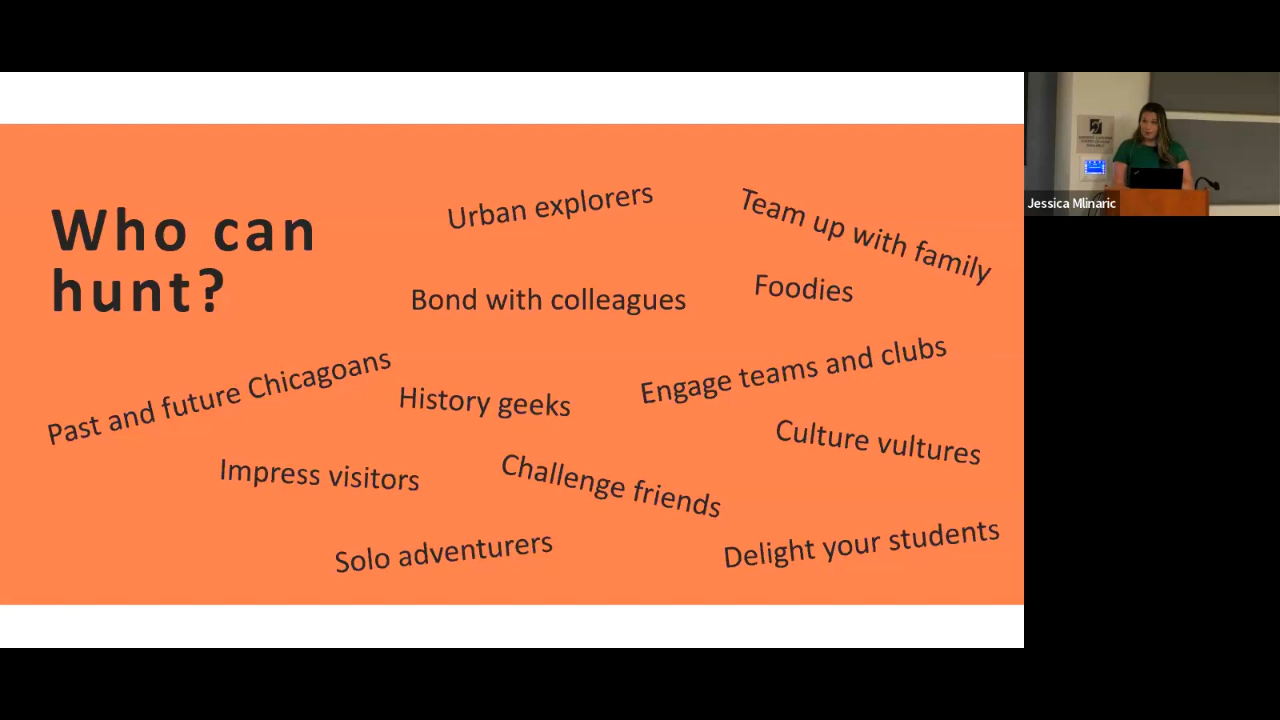 Who can
hunt?
Urban explorers
Team up with family
Bond with colleagues
Foodies
Past and future Chicagoans
History geeks
Engage teams and clubs
Culture vultures
Impress visitors
Challenge friends
Solo adventurers
Delight your students
Jessica Mlinaric